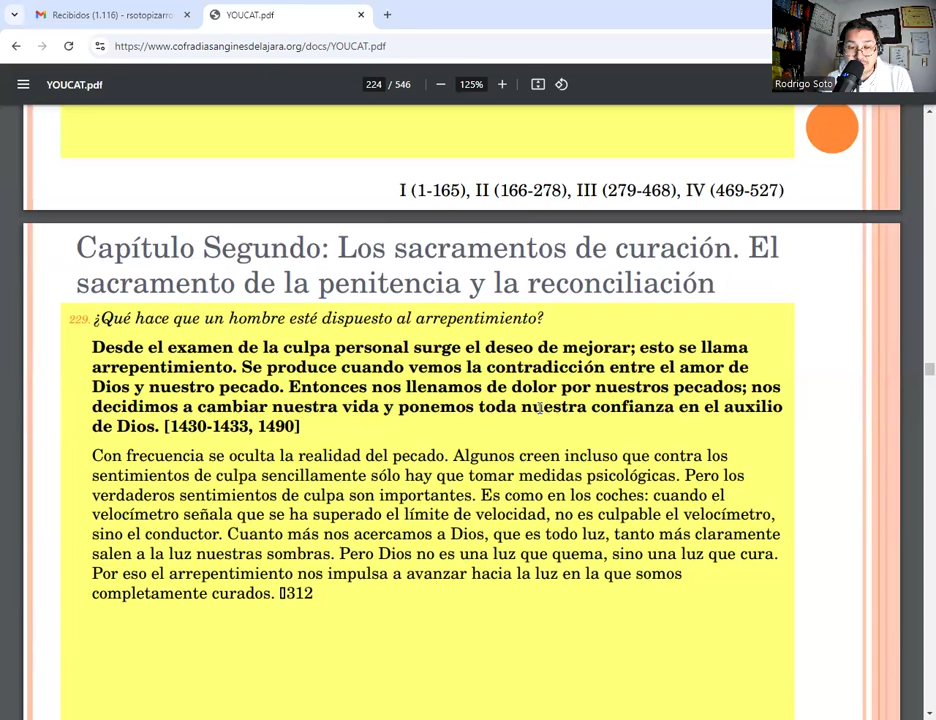 Recibidos (1.116) - rsotopizarro
YOUCAT.pdf
https://www.cofradiasanginesdelajara.org/docs/YOUCAT.pdf
YOUCAT.pdf
224 / 546
125%
Rodrigo Soto
I (1-165), II (166-278), III (279-468), IV (469-527)
Capítulo Segundo: Los sacramentos de curación. El
sacramento de la penitencia y la reconciliación
229. ¿Qué hace que un hombre esté dispuesto al arrepentimiento?
Desde el examen de la culpa personal surge el deseo de mejorar; esto se llama
arrepentimiento. Se produce cuando vemos la contradicción entre el amor de
Dios y nuestro pecado. Entonces nos llenamos de dolor por nuestros pecados; nos
decidimos a cambiar nuestra vida y ponemos toda nuestra confianza en el auxilio
de Dios. [1430-1433, 1490]
Con frecuencia se oculta la realidad del pecado. Algunos creen incluso que contra los
sentimientos de culpa sencillamente sólo hay que tomar medidas psicológicas. Pero los
verdaderos sentimientos de culpa son importantes. Es como en los coches: cuando el
velocímetro señala que se ha superado el límite de velocidad, no es culpable el velocímetro,
sino el conductor. Cuanto más nos acercamos a Dios, que es todo luz, tanto más claramente
salen a la luz nuestras sombras. Pero Dios no es una luz que quema, sino una luz que cura.
Por eso el arrepentimiento nos impulsa a avanzar hacia la luz en la que somos
completamente curados. 312